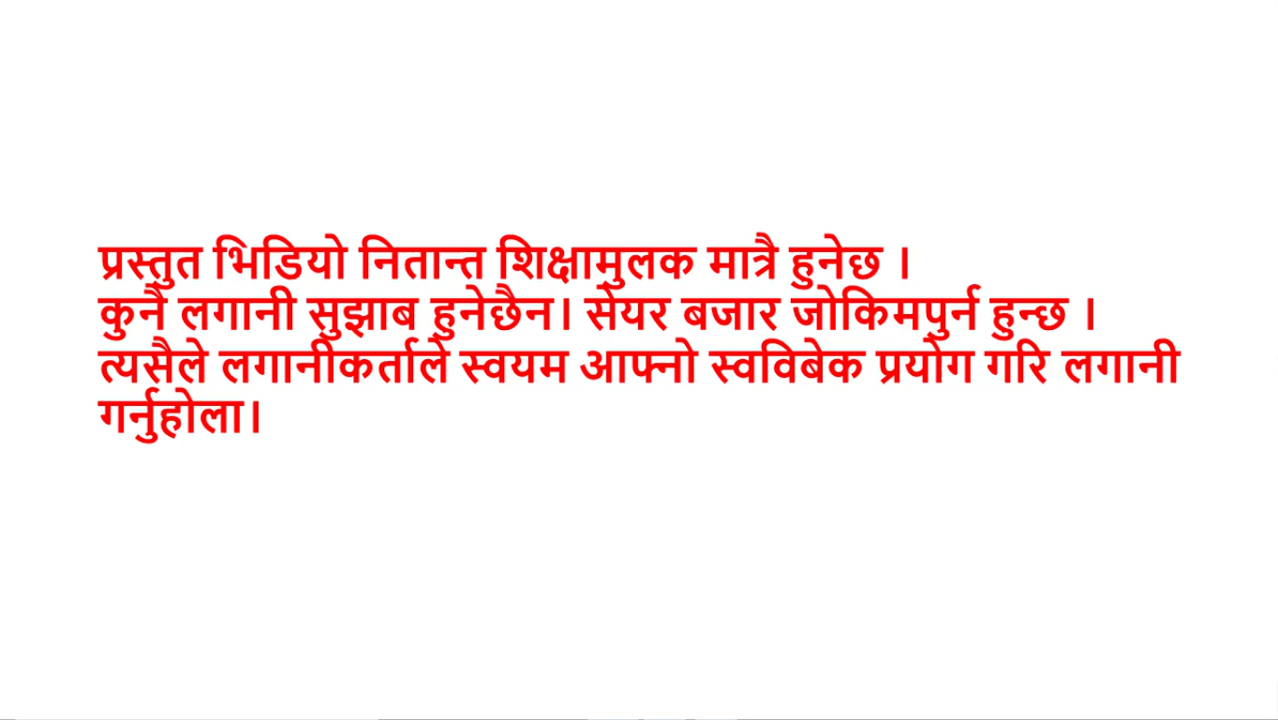 प्रस्तुत भिडियो नितान्त शिक्षामुलक मात्रै हुनेछ ।
कुनै लगानी सुझाब हुनेछैन। सेयर बजार जोकिमपुर्न हुन्छ ।
त्यसैले लगानीकर्ताले स्वयम आफ्नो स्वविबेक प्रयोग गरि लगानी
गर्नुहोला।